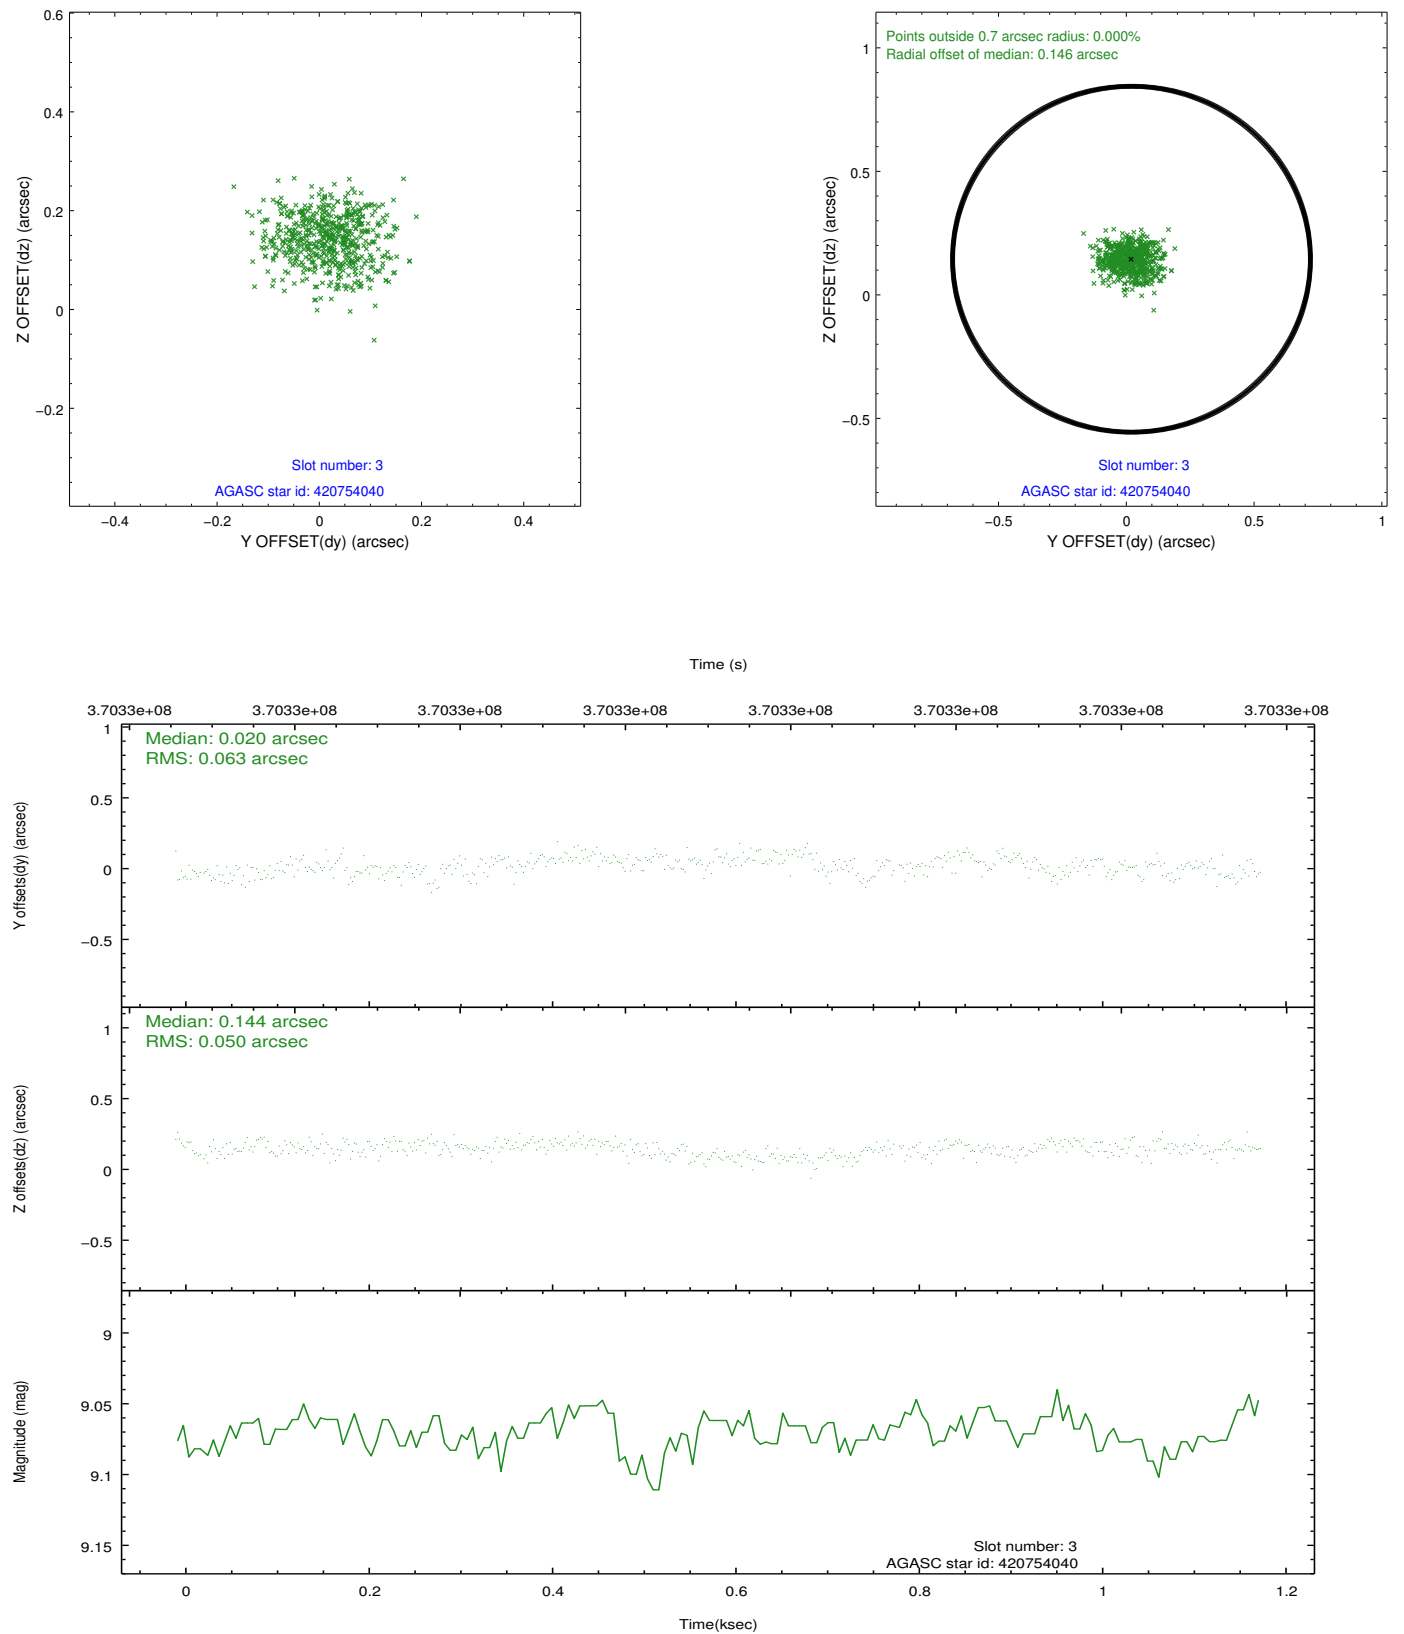 0.6
0.4
0.2
0
−0.2
Z OFFSET(dz) (arcsec)
Slot number: 3
AGASC star id: 420754040
−0.4 −0.2 0 0.2 0.4
Y OFFSET(dy) (arcsec)
Points outside 0.7 arcsec radius: 0.000%
Radial offset of median: 0.146 arcsec
1
0.5
0
−0.5
Z OFFSET(dz) (arcsec)
Slot number: 3
AGASC star id: 420754040
−0.5 0 0.5 1
Y OFFSET(dy) (arcsec)
Time (s)
3.7033e+08 3.7033e+08 3.7033e+08 3.7033e+08 3.7033e+08 3.7033e+08 3.7033e+08 3.7033e+08
Median: 0.020 arcsec
RMS: 0.063 arcsec
1
0.5
0
−0.5
Y offsets(dy) (arcsec)
Median: 0.144 arcsec
RMS: 0.050 arcsec
1
0.5
0
−0.5
Z offsets(dz) (arcsec)
9
9.05
9.1
9.15
Magnitude (mag)
Slot number: 3
AGASC star id: 420754040
0 0.2 0.4 0.6 0.8 1 1.2
Time(ksec)